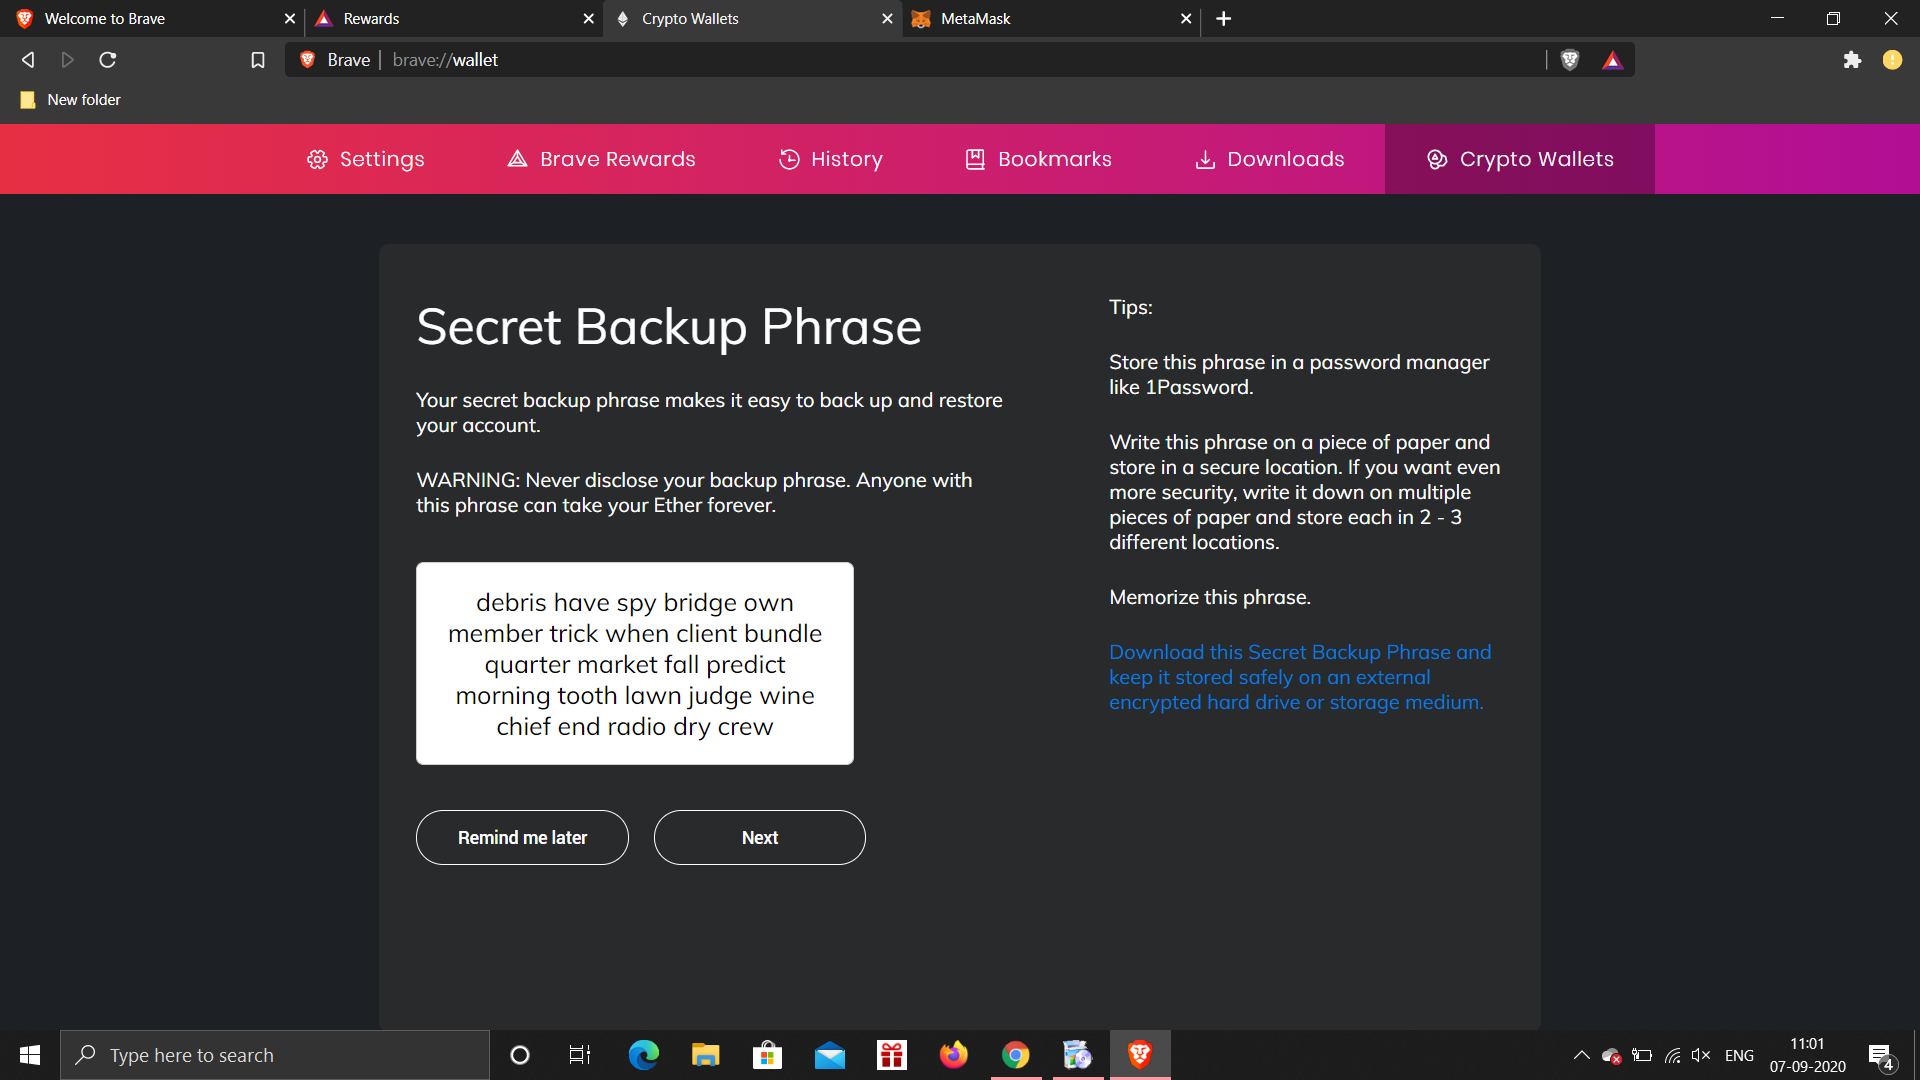 Welcome to Brave
Rewards
Crypto Wallets
MetaMask
Brave
brave://wallet
New folder
Settings
Brave Rewards
History
Bookmarks
Downloads
Crypto Wallets
Secret Backup Phrase
Your secret backup phrase makes it easy to back up and restore
your account.
WARNING: Never disclose your backup phrase. Anyone with
this phrase can take your Ether forever.
debris have spy bridge own
member trick when client bundle
quarter market fall predict
morning tooth lawn judge wine
chief end radio dry crew
Remind me later
Next
Tips:
Store this phrase in a password manager
like 1Password.
Write this phrase on a piece of paper and
store in a secure location. If you want even
more security, write it down on multiple
pieces of paper and store each in 2 - 3
different locations.
Memorize this phrase.
Download this Secret Backup Phrase and
keep it stored safely on an external
encrypted hard drive or storage medium.
Type here to search
ENG
11:01
07-09-2020
4